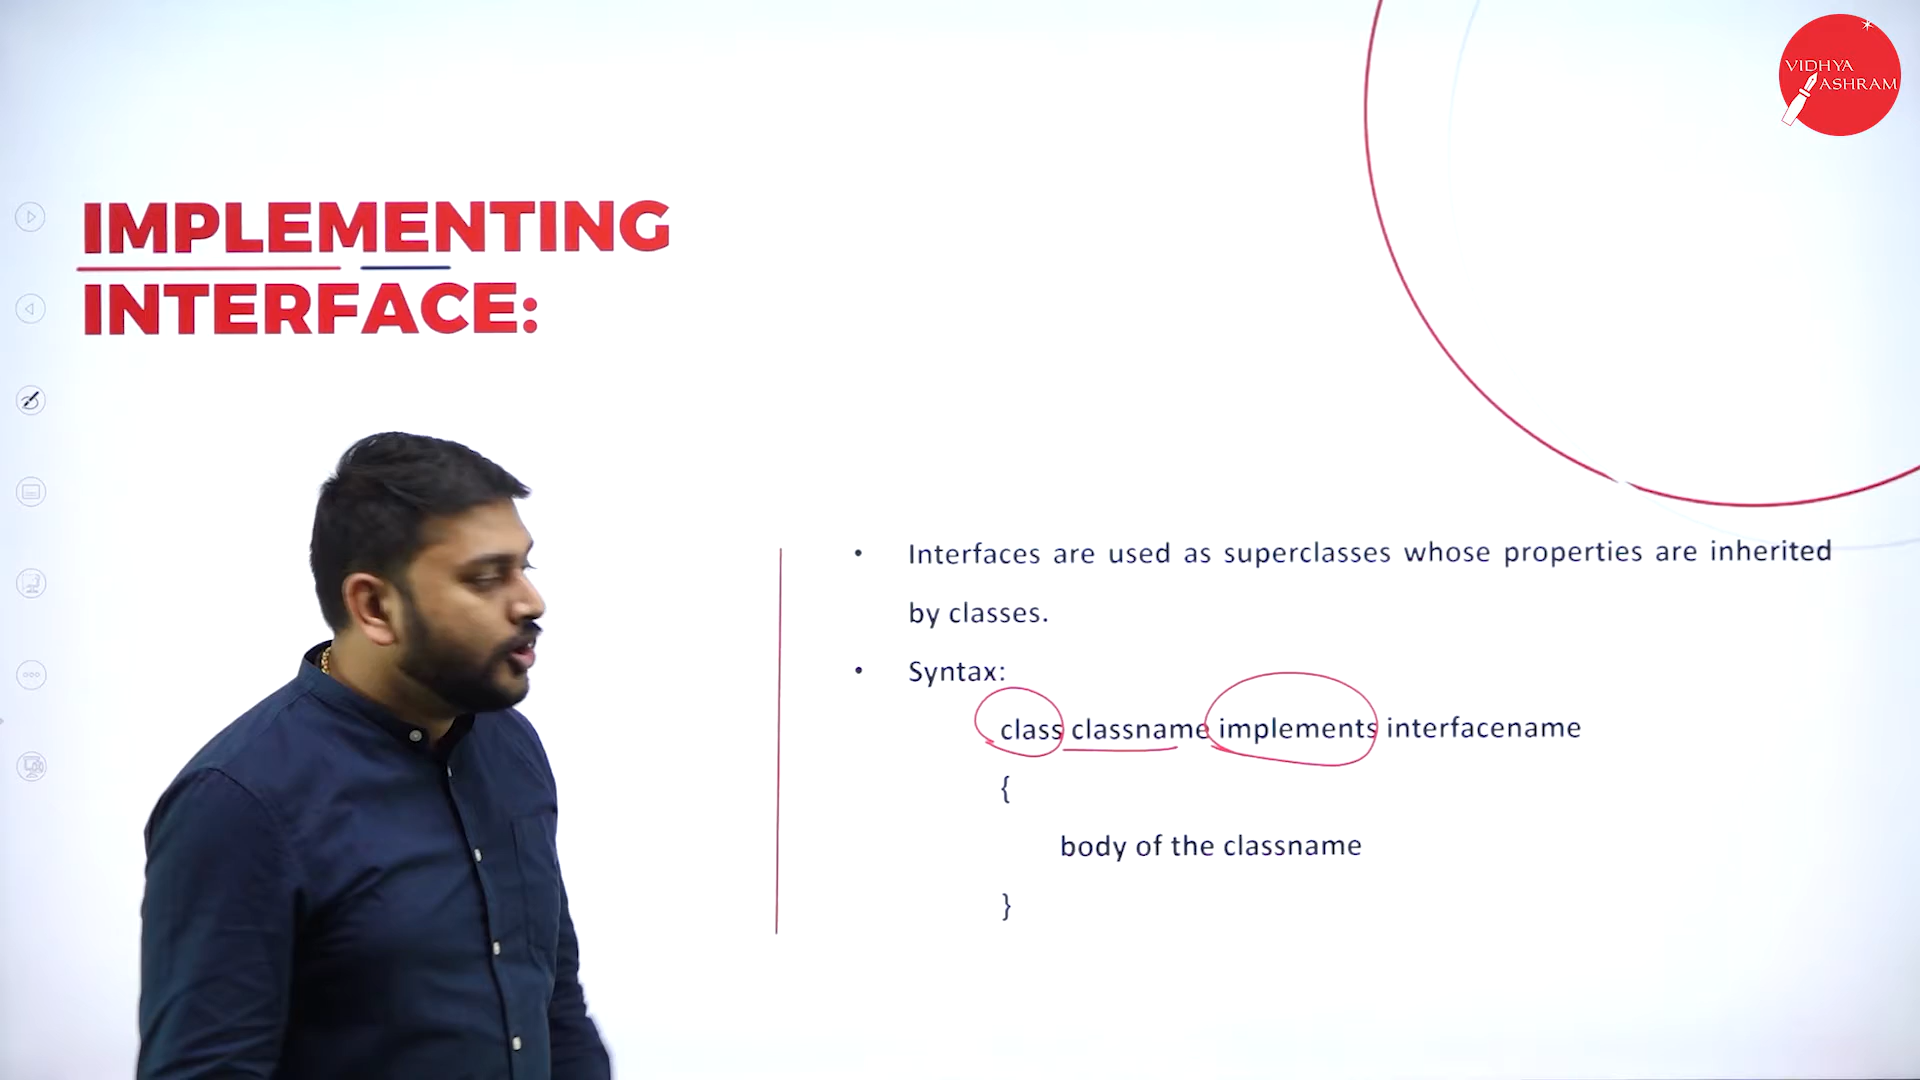 VIDHYA
ASHRAM
IMPLEMENTING
INTERFACE:
• Interfaces are used as superclasses whose properties are inherited
by classes.
• Syntax:
class classname implements interfacename
{
body of the classname
}